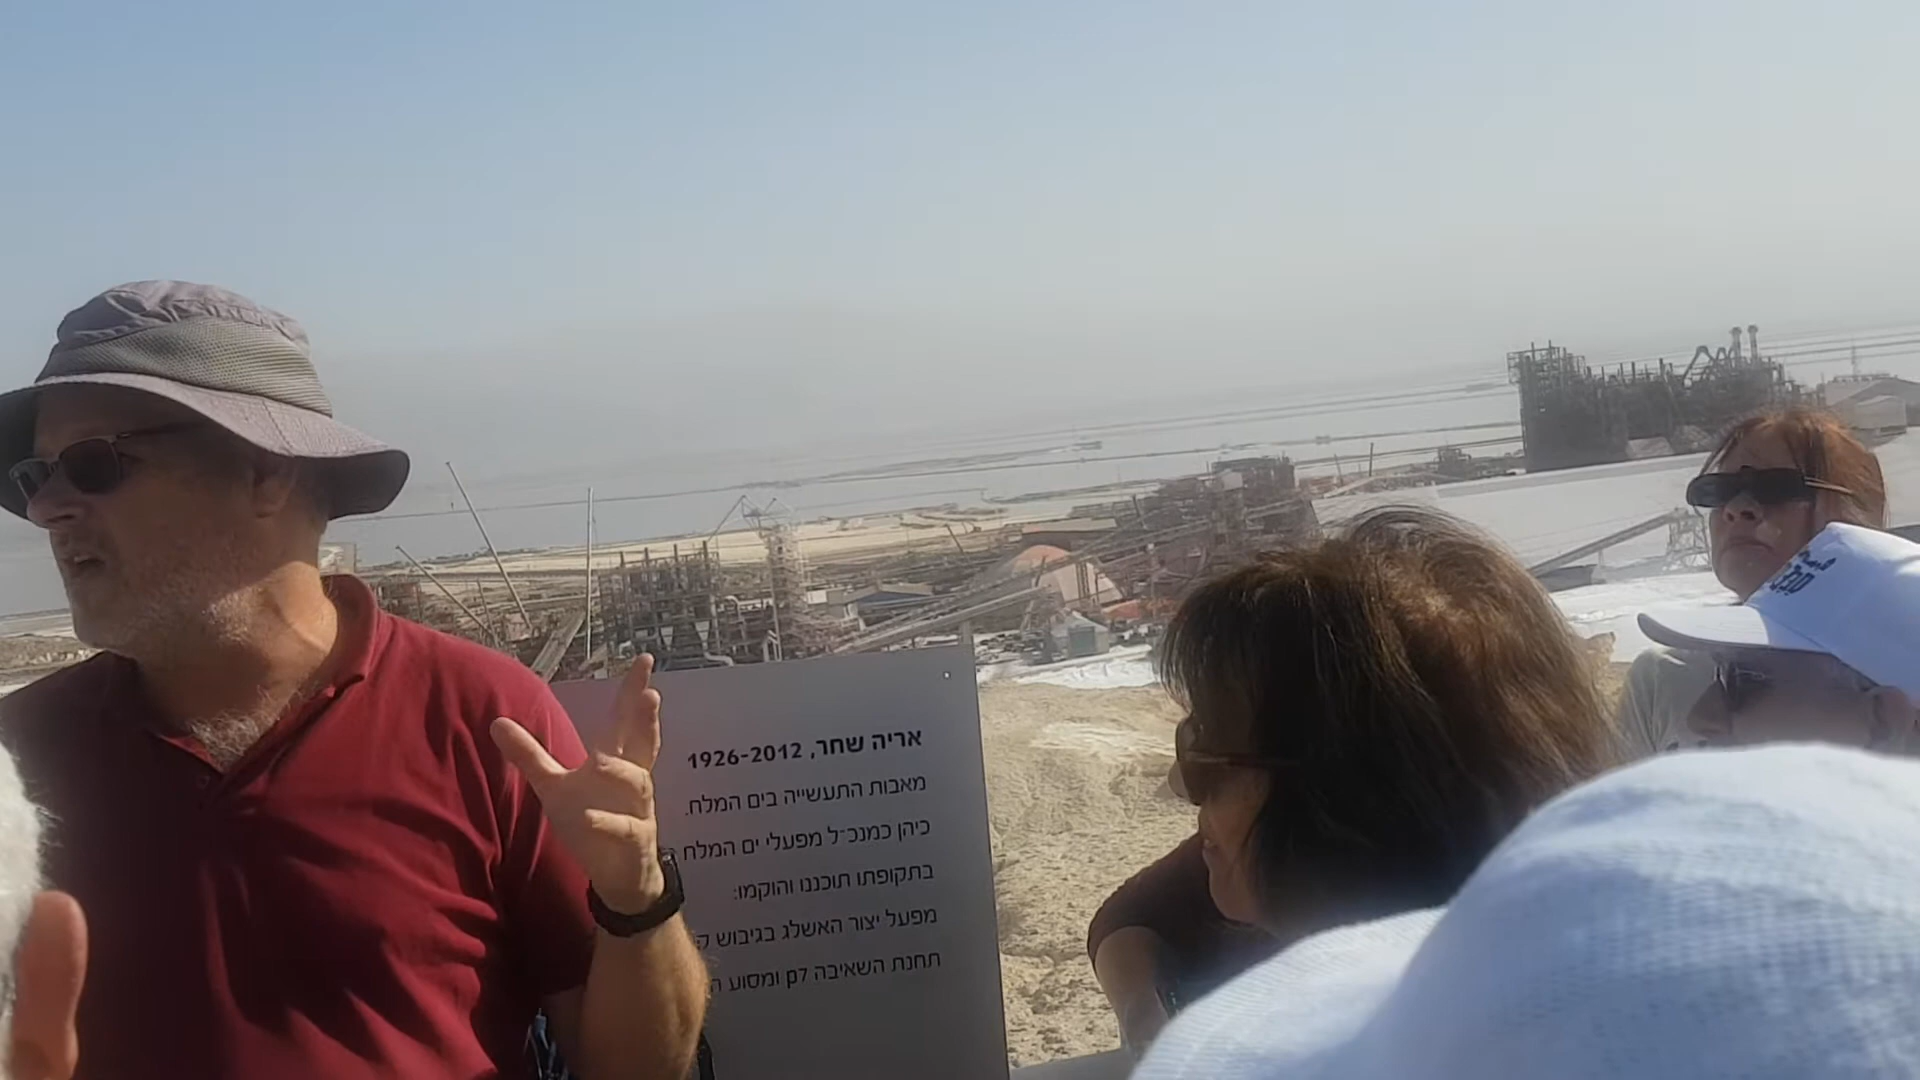 אריה שחר, 1926-2012
מאבות התעשייה בים המלח.
כיהן כמנכ״ל מפעלי ים המלח
בתקופתו תוכננו והוקמו:
מפעל יצור האשלג בגיבוש
תחנת השאיבה p7 ומסוע